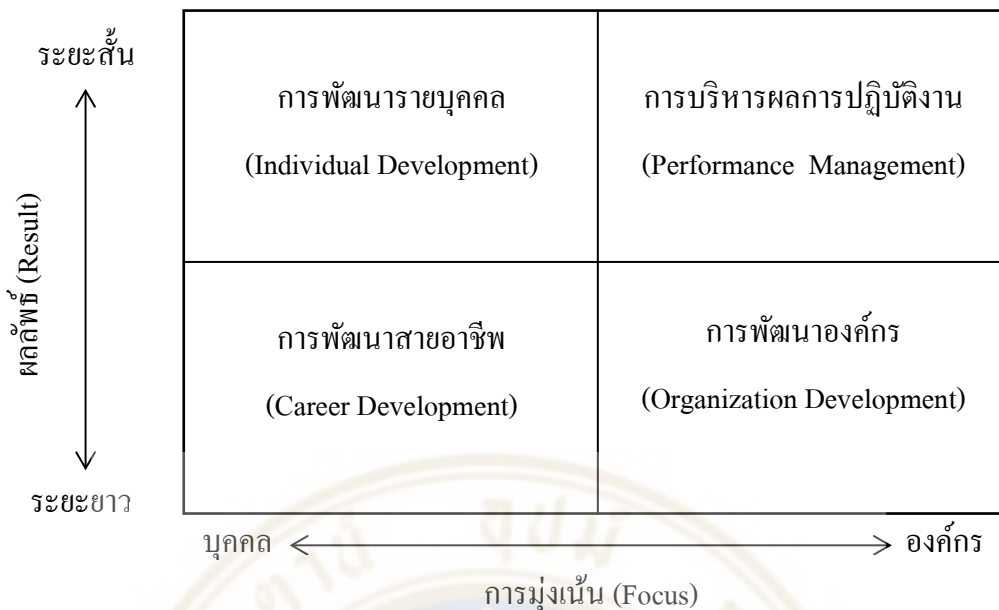 ระยะสั้น
การพัฒนารายบุคคล
(Individual Development)
การบริหารผลการปฏิบัติงาน
(Performance Management)
ผลลัพธ์ (Result)
การพัฒนาสายอาชีพ
(Career Development)
การพัฒนาองค์กร
(Organization Development)
ระยะยาว
บุคคล
องค์กร
การมุ่งเน้น (Focus)